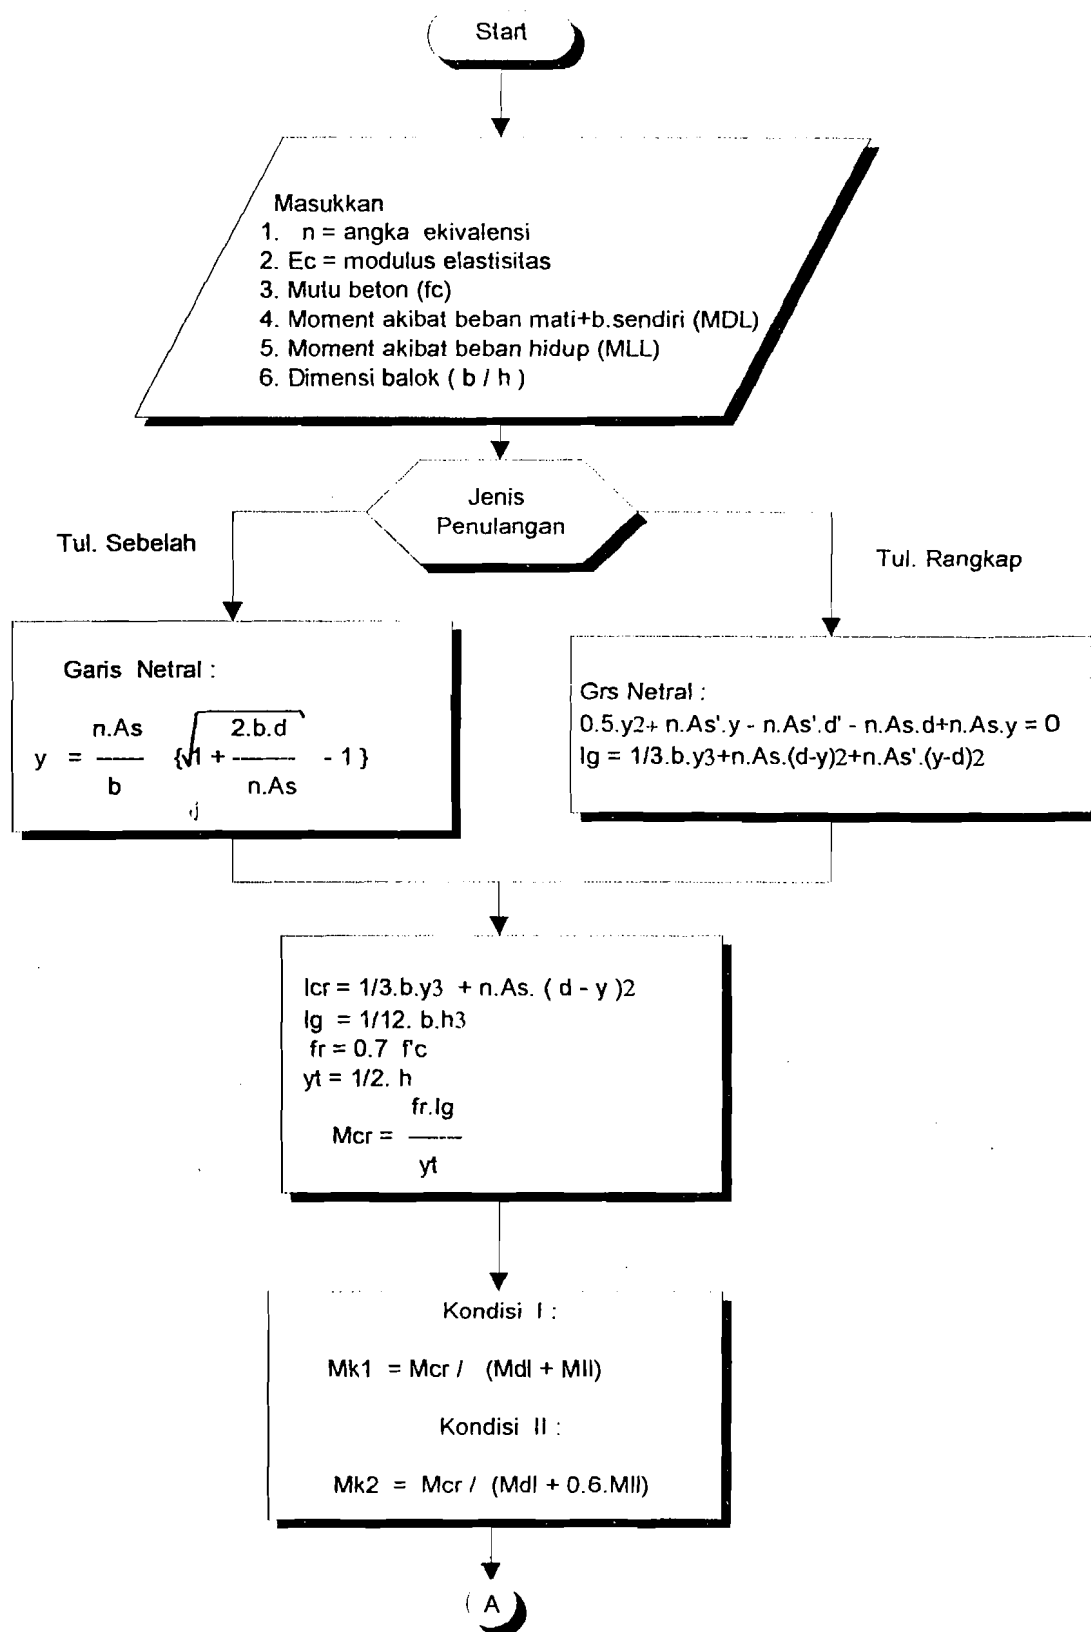 Start
Masukkan
1. n = angka ekivalensi
2. Ec = modulus elastisitas
3. Mutu beton (fc)
4. Moment akibat beban mati+b.sendiri (MDL)
5. Moment akibat beban hidup (MLL)
6. Dimensi balok ( b / h )
Jenis
Penulangan
Tul. Sebelah
Tul. Rangkap
Garis Netral :
n.As 2.b.d
y = ---- {√1 + ---- - 1 }
b n.As
Grs Netral :
0.5.y2+ n.As'.y - n.As'.d' - n.As.d+n.As.y = 0
Ig = 1/3.b.y3+n.As.(d-y)2+n.As'.(y-d)2
Icr = 1/3.b.y3 + n.As. ( d - y )2
Ig = 1/12. b.h3
fr = 0.7 f'c
yt = 1/2. h
fr.Ig
Mcr = ----
yt
Kondisi I :
Mk1 = Mcr / (Mdl + Mll)
Kondisi II :
Mk2 = Mcr / (Mdl + 0.6.Mll)
A